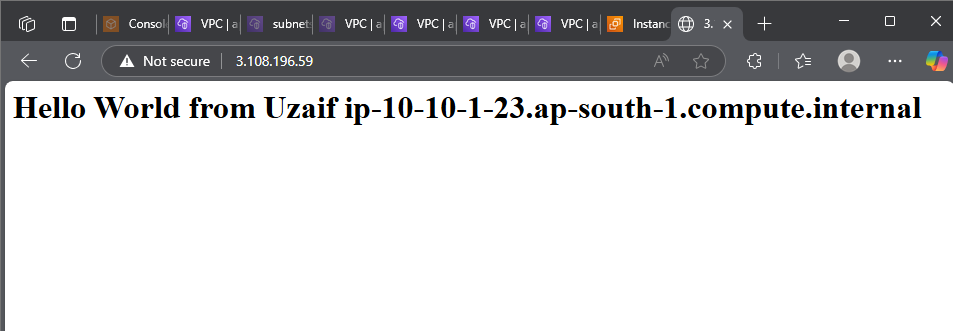 Consol
VPC | a
subnet
VPC | a
VPC | a
VPC | a
VPC | a
Instanc
3.
Not secure
3.108.196.59
Hello World from Uzaif ip-10-10-1-23.ap-south-1.compute.internal